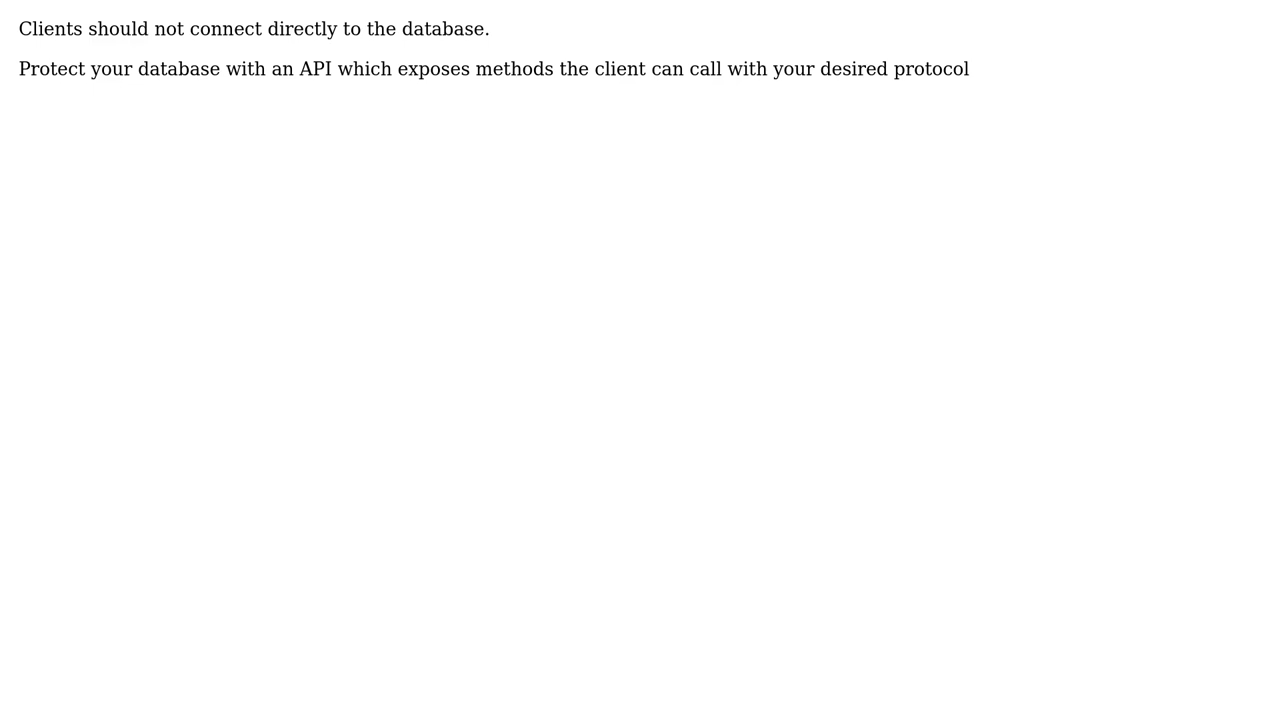 Clients should not connect directly to the database.
Protect your database with an API which exposes methods the client can call with your desired protocol